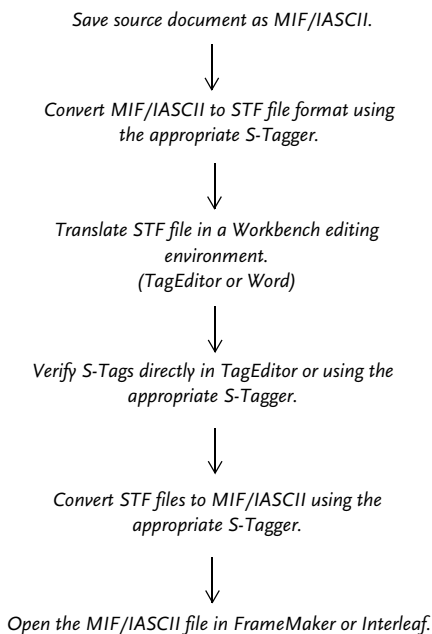 Save source document as MIF/IASCII.
Convert MIF/IASCII to STF file format using
the appropriate S-Tagger.
Translate STF file in a Workbench editing
environment.
(TagEditor or Word)
Verify S-Tags directly in TagEditor or using the
appropriate S-Tagger.
Convert STF files to MIF/IASCII using the
appropriate S-Tagger.
Open the MIF/IASCII file in FrameMaker or Interleaf.